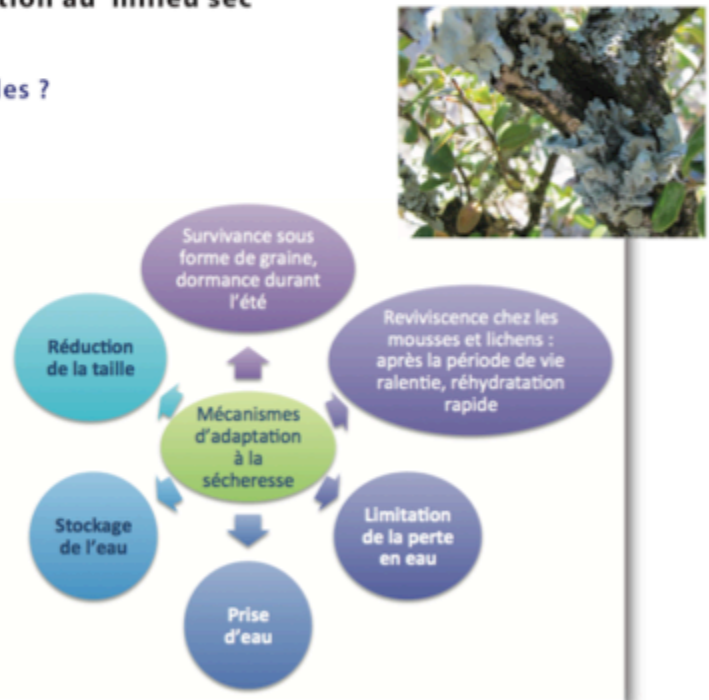 au milieu sec
?
Survivance sous
forme de graine,
dormance durant
l'été
Réduction
de la taille
Reviviscence chez les
mousses et lichens :
après la période de vie
ralentie, réhydratation
rapide
Mécanismes
d'adaptation
à la
sécheresse
Stockage
de l'eau
Limitation
de la perte
en eau
Prise
d'eau